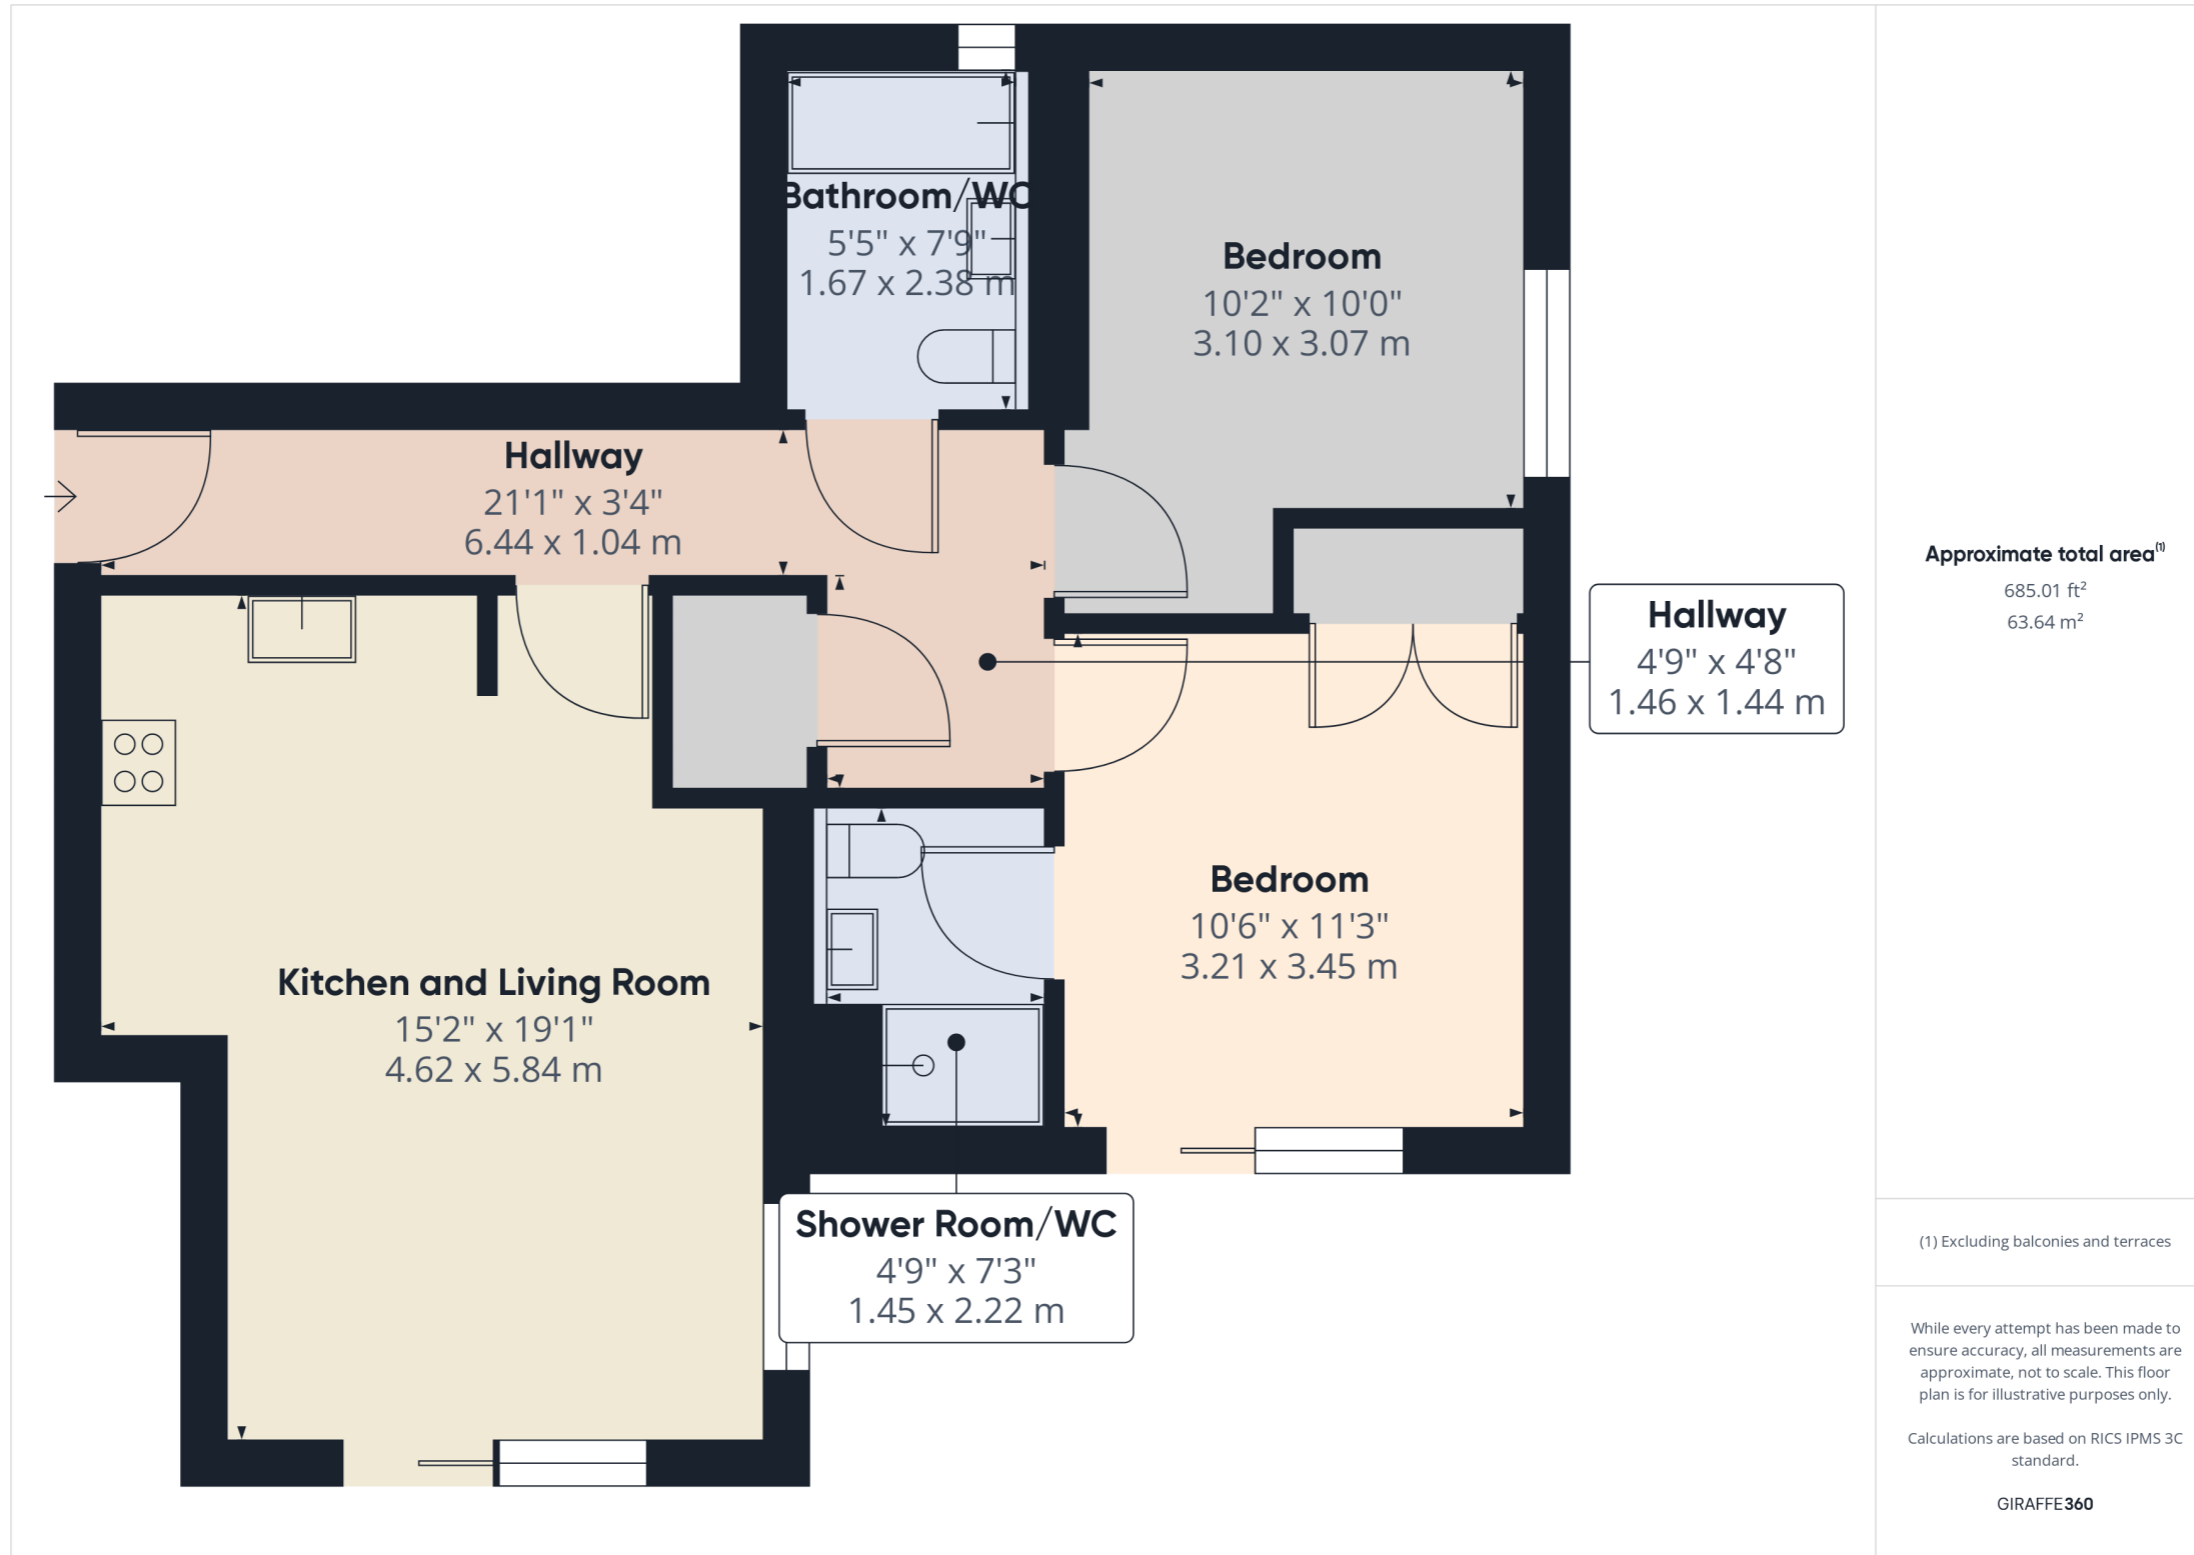 Bathroom/WC
5'5" x 7'9"
1.67 x 2.38 m
Bedroom
10'2" x 10'0"
3.10 x 3.07 m
Hallway
21'1" x 3'4"
6.44 x 1.04 m
Hallway
4'9" x 4'8"
1.46 x 1.44 m
Bedroom
10'6" x 11'3"
3.21 x 3.45 m
Kitchen and Living Room
15'2" x 19'1"
4.62 x 5.84 m
Shower Room/WC
4'9" x 7'3"
1.45 x 2.22 m
Approximate total area(1)
685.01 ft²
63.64 m²
(1) Excluding balconies and terraces
While every attempt has been made to
ensure accuracy, all measurements are
approximate, not to scale. This floor
plan is for illustrative purposes only.
Calculations are based on RICS IPMS 3C
standard.
GIRAFFE360